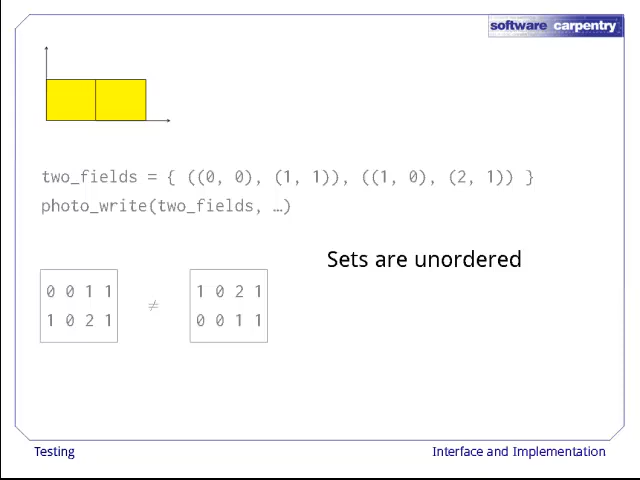 software carpentry
two_fields = { ((0, 0), (1, 1)), ((1, 0), (2, 1)) }
photo_write(two_fields, …)
Sets are unordered
0 0 1 1 ≠ 1 0 2 1
1 0 2 1 0 0 1 1
Testing Interface and Implementation